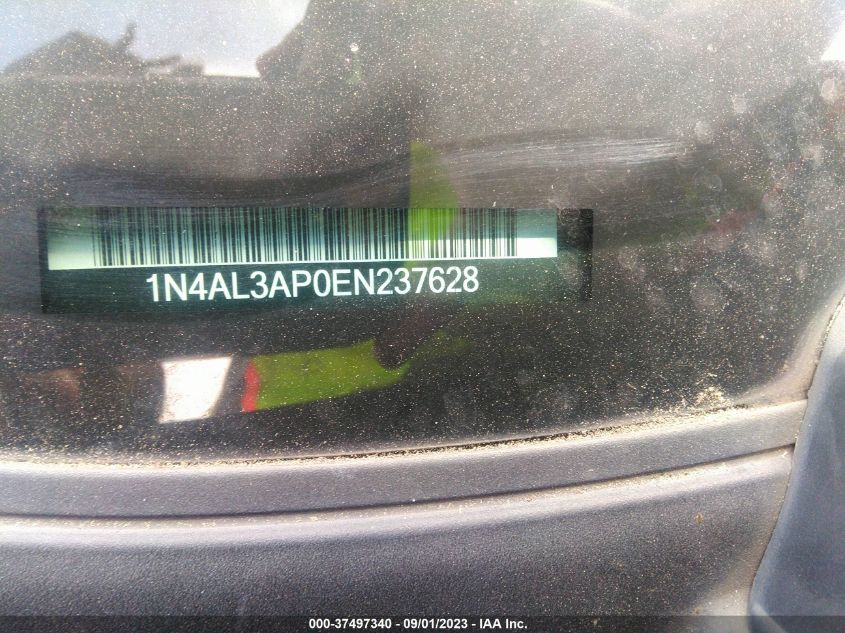 1N4AL3AP0EN237628
000-37497340 - 09/01/2023 - IAA Inc.